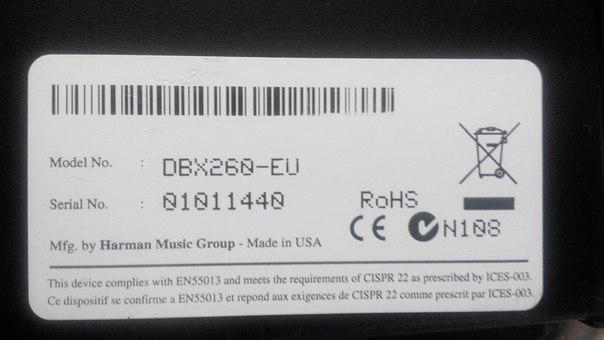 Model No. : DBX260-EU
Serial No. : 01011440
RoHS
CE N108
Mfg. by Harman Music Group - Made in USA
This device complies with EN55013 and meets the requirements of CISPR 22 as prescribed by ICES-003.
Ce dispositif se confirme a EN55013 et repond aux exigences de CISPR 22 comme prescrit par ICES-003.